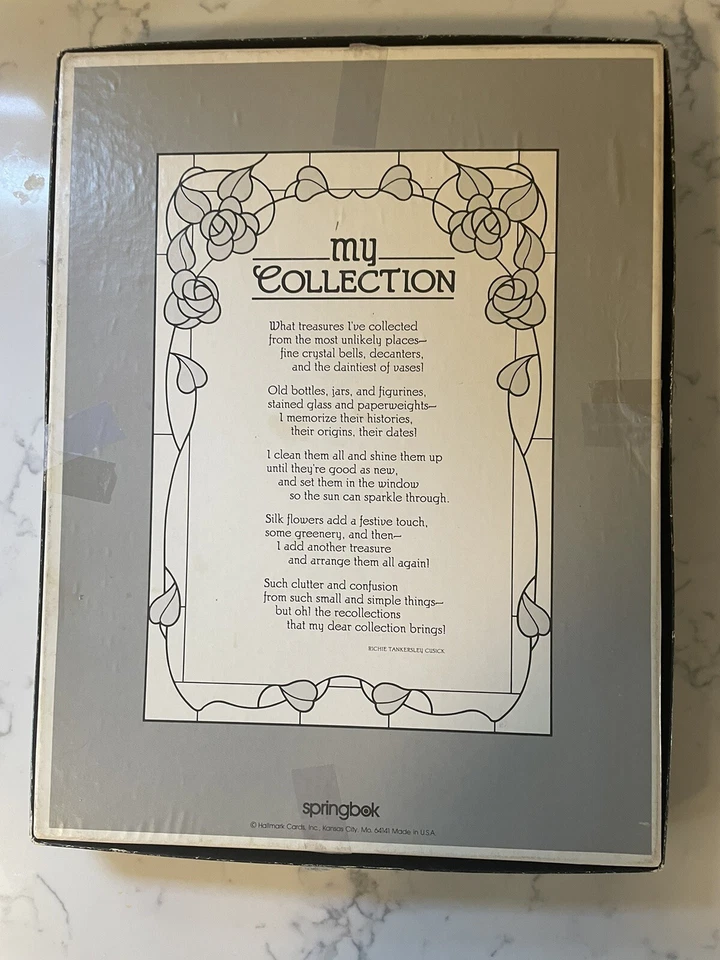 my
COLLECTION
What treasures I've collected
from the most unlikely places—
fine crystal bells, decanters,
and the daintiest of vases!
Old bottles, jars, and figurines,
stained glass and paperweights—
I memorize their histories,
their origins, their dates!
I clean them all and shine them up
until they're good as new,
and set them in the window
so the sun can sparkle through.
Silk flowers add a festive touch,
some greenery, and then—
I add another treasure
and arrange them all again!
Such clutter and confusion
from such small and simple things—
but oh! the recollections
that my dear collection brings!
RICHIE TANKERSLEY CUSICK
springbok
© Hallmark Cards, Inc., Kansas City, Mo. 64141 Made in U.S.A.